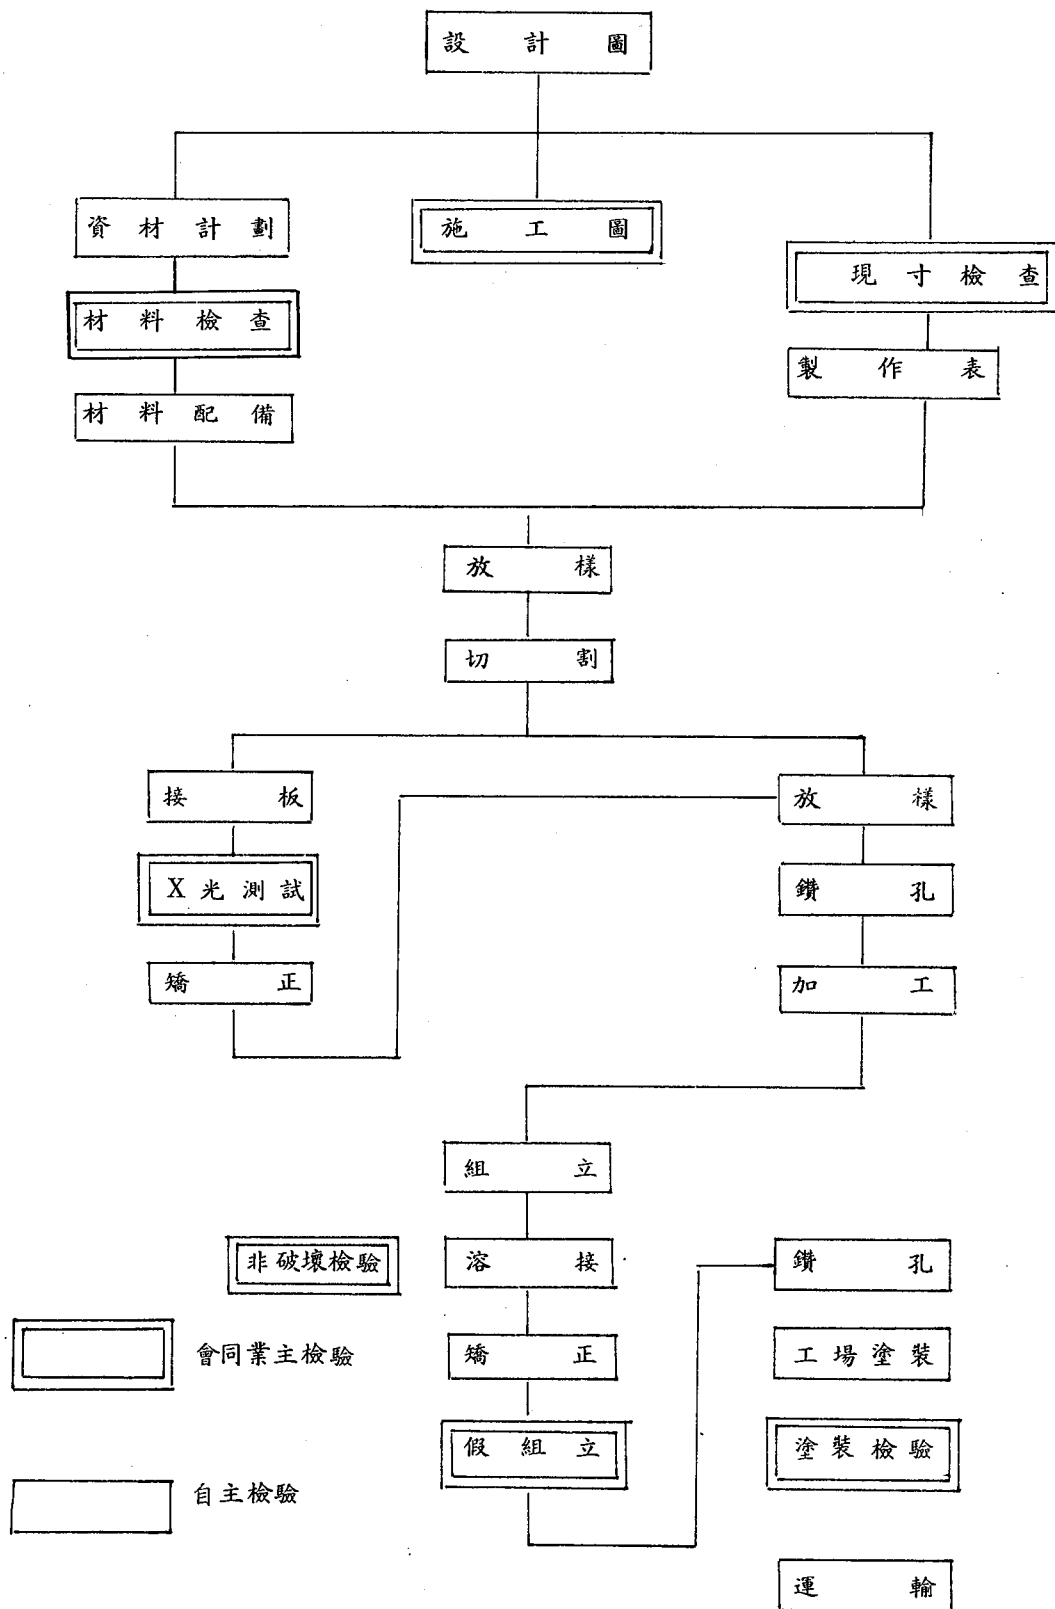 設計圖
資材計劃
施工圖
現寸檢查
材料檢查
製作表
材料配備
放樣
切割
接板
放樣
X光測試
鑽孔
矯正
加工
組立
非破壞檢驗
溶接
鑽孔
會同業主檢驗
矯正
工場塗裝
假組立
塗裝檢驗
自主檢驗
運輸